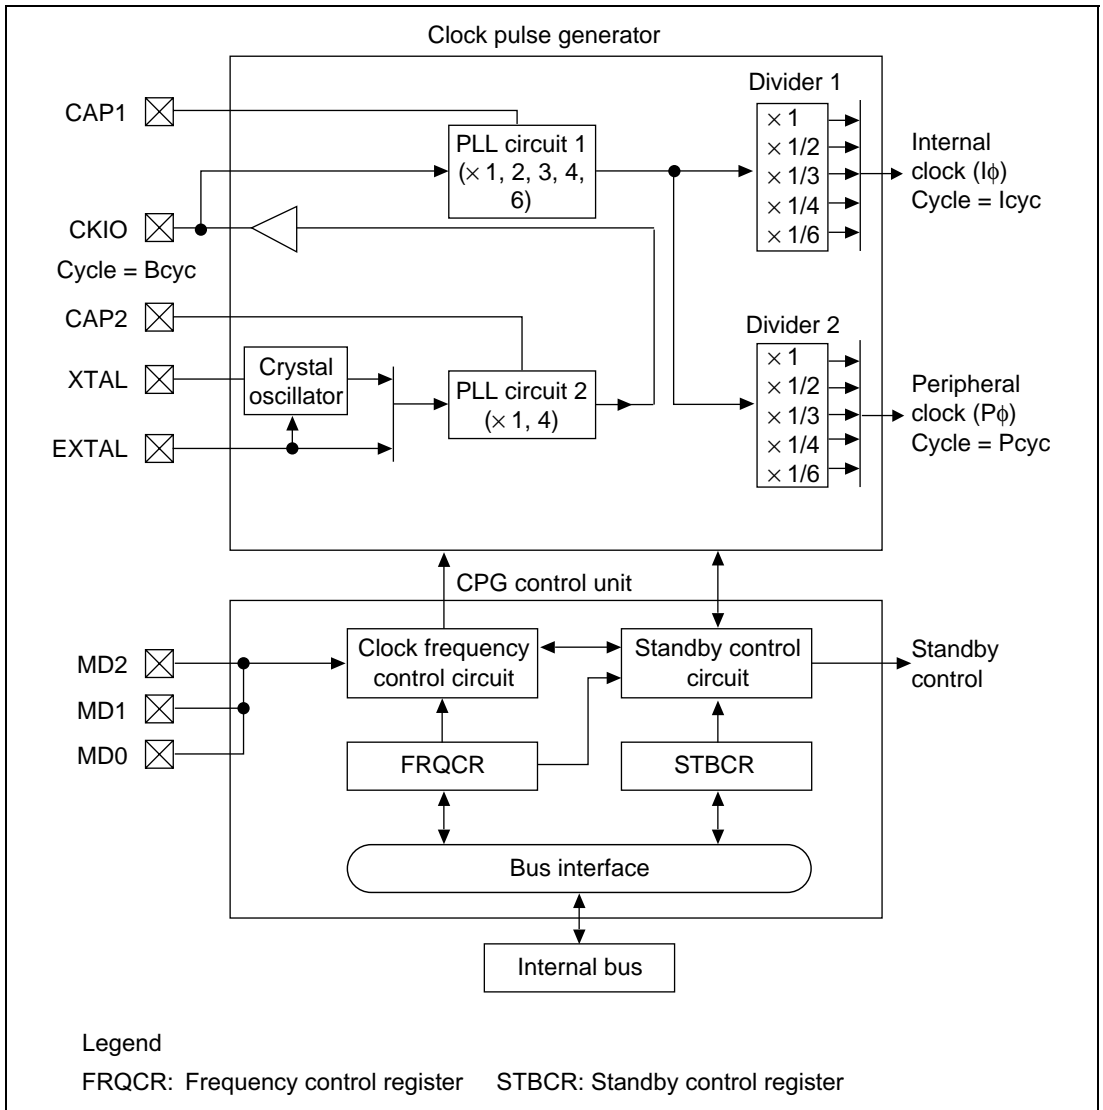 Clock pulse generator
Divider 1
CAP1
PLL circuit 1
(× 1, 2, 3, 4,
6)
× 1
× 1/2
× 1/3
× 1/4
× 1/6
Internal
clock (Iϕ)
Cycle = Icyc
CKIO
Cycle = Bcyc
CAP2
Divider 2
XTAL
Crystal
oscillator
PLL circuit 2
(× 1, 4)
× 1
× 1/2
× 1/3
× 1/4
× 1/6
Peripheral
clock (Pϕ)
Cycle = Pcyc
EXTAL
CPG control unit
MD2
MD1
MD0
Clock frequency
control circuit
Standby control
circuit
Standby
control
FRQCR
STBCR
Bus interface
Internal bus
Legend
FRQCR: Frequency control register STBCR: Standby control register